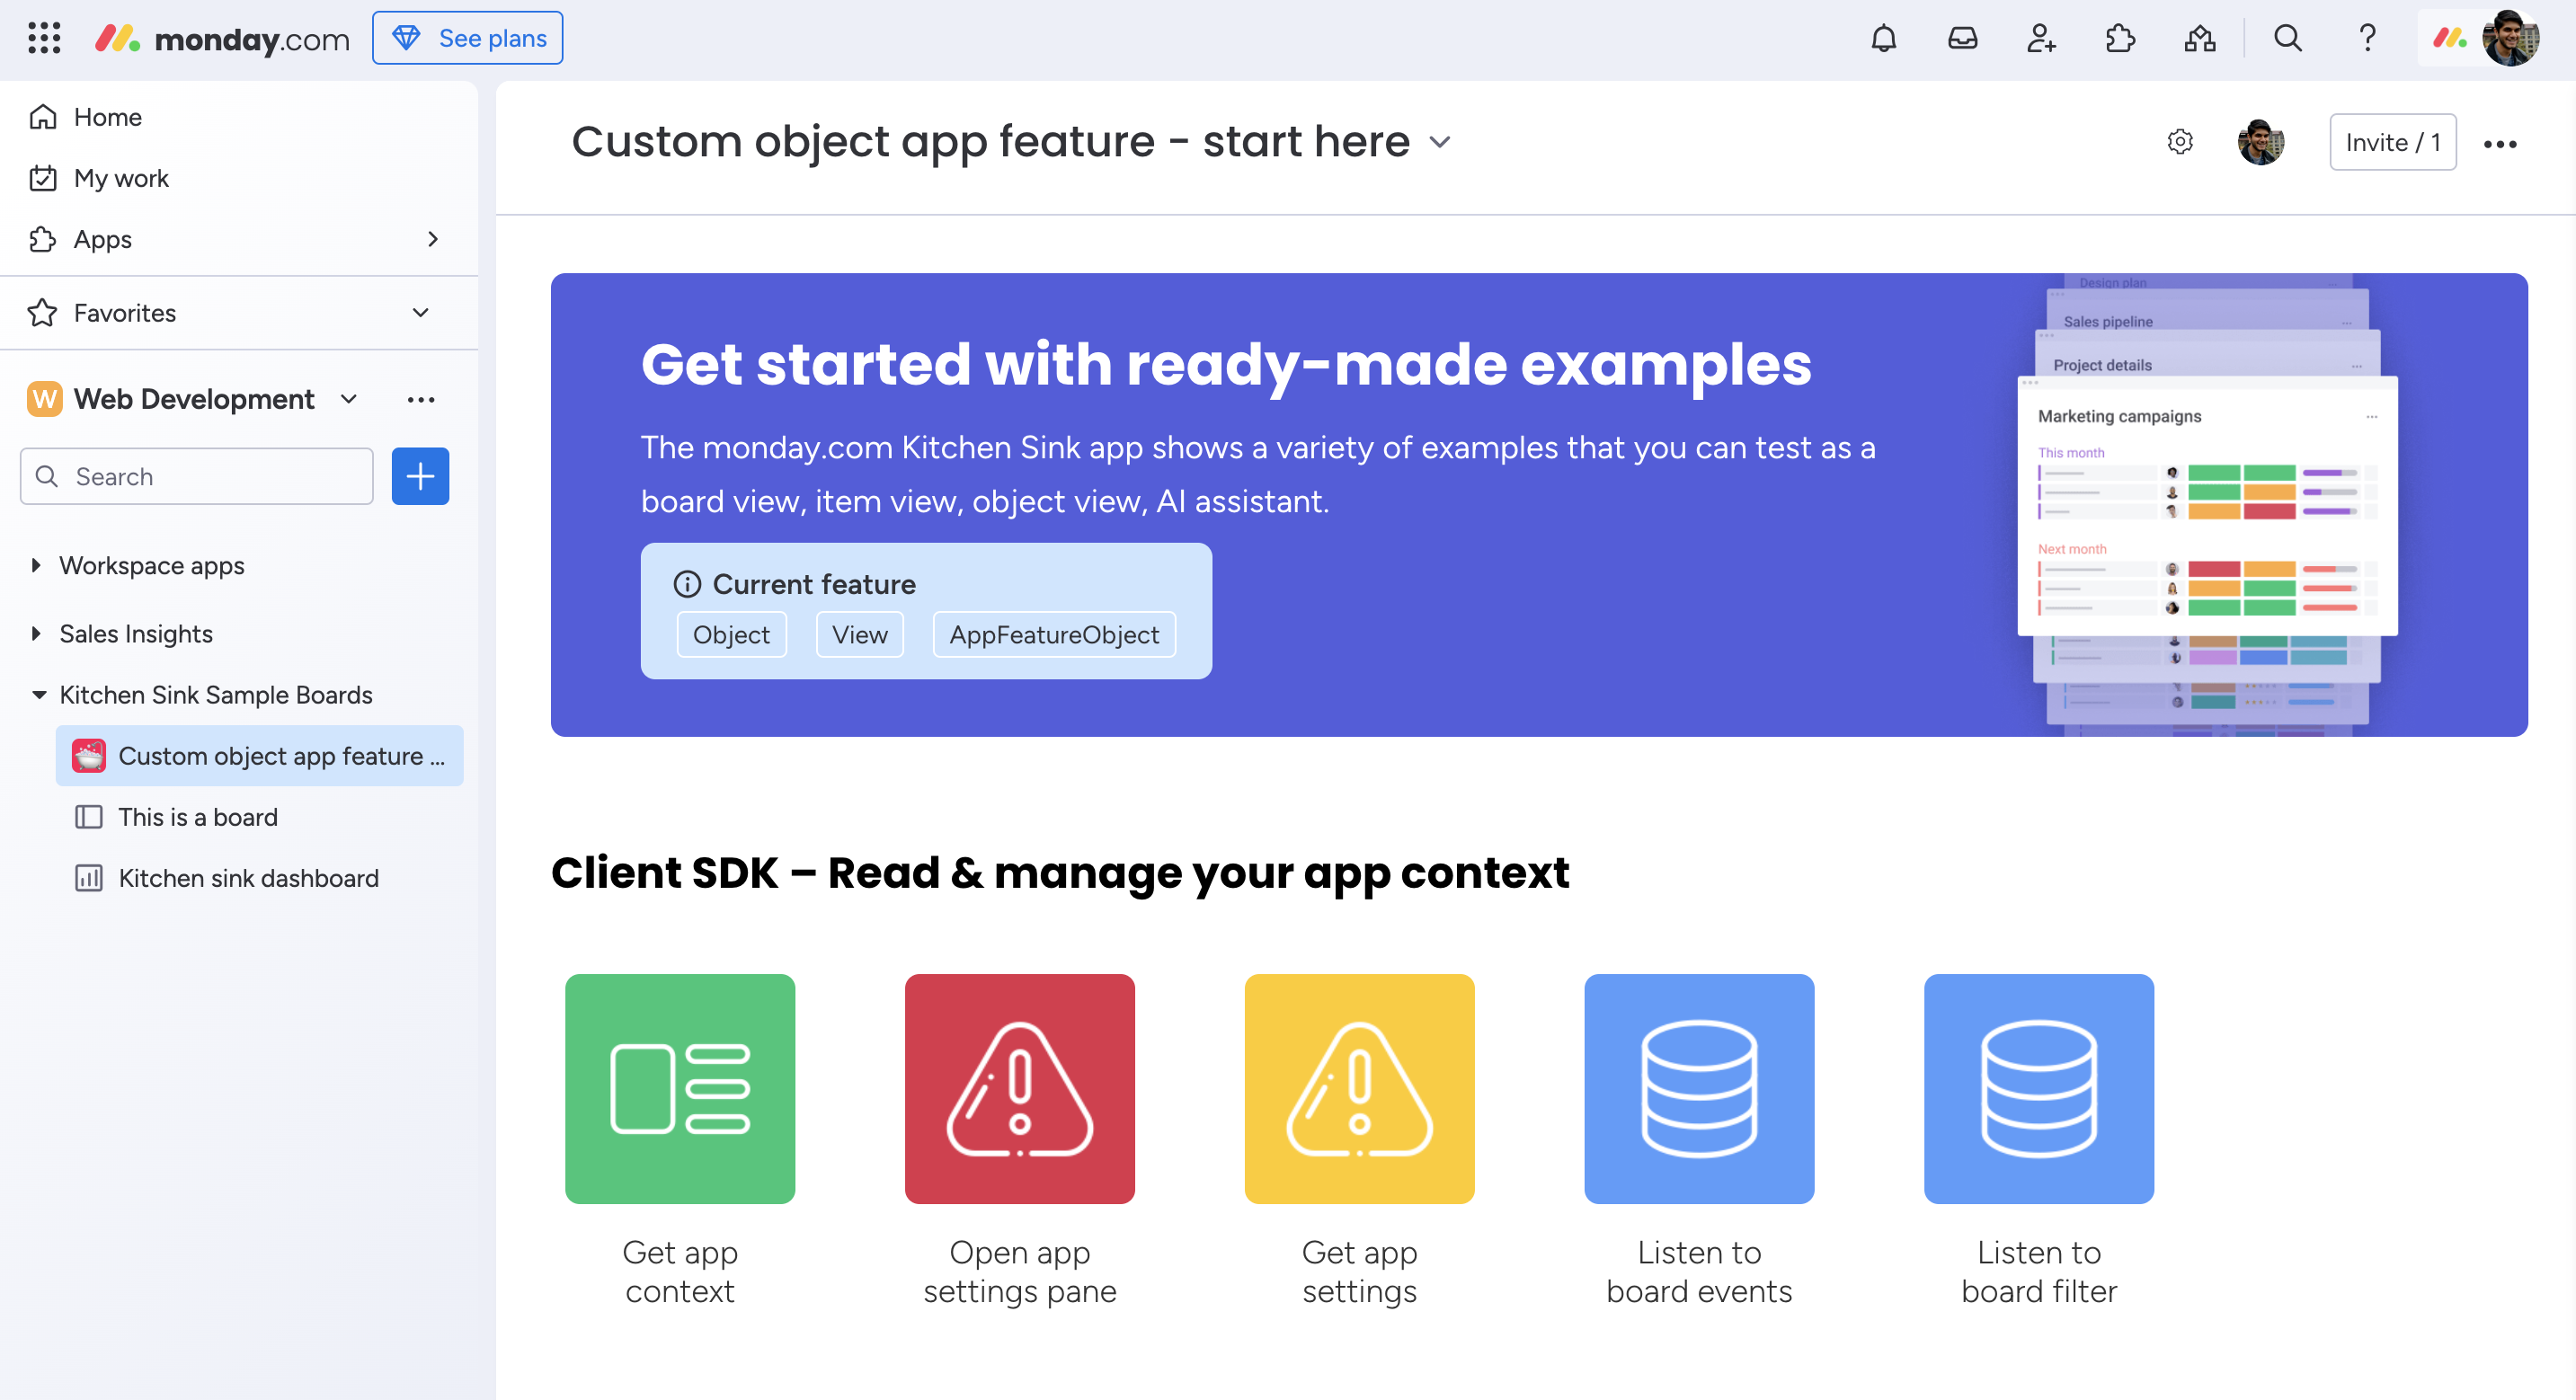 monday.com
See plans
Home
My work
Apps
Favorites
W Web Development
Search
Workspace apps
Sales Insights
Kitchen Sink Sample Boards
Custom object app feature ...
This is a board
Kitchen sink dashboard
Custom object app feature - start here
Invite / 1
Get started with ready-made examples
The monday.com Kitchen Sink app shows a variety of examples that you can test as a
board view, item view, object view, AI assistant.
Current feature
Object View AppFeatureObject
Design plan
Sales pipeline
Project details
Marketing campaigns
This month
Next month
Client SDK – Read & manage your app context
Get app
context
Open app
settings pane
Get app
settings
Listen to
board events
Listen to
board filter